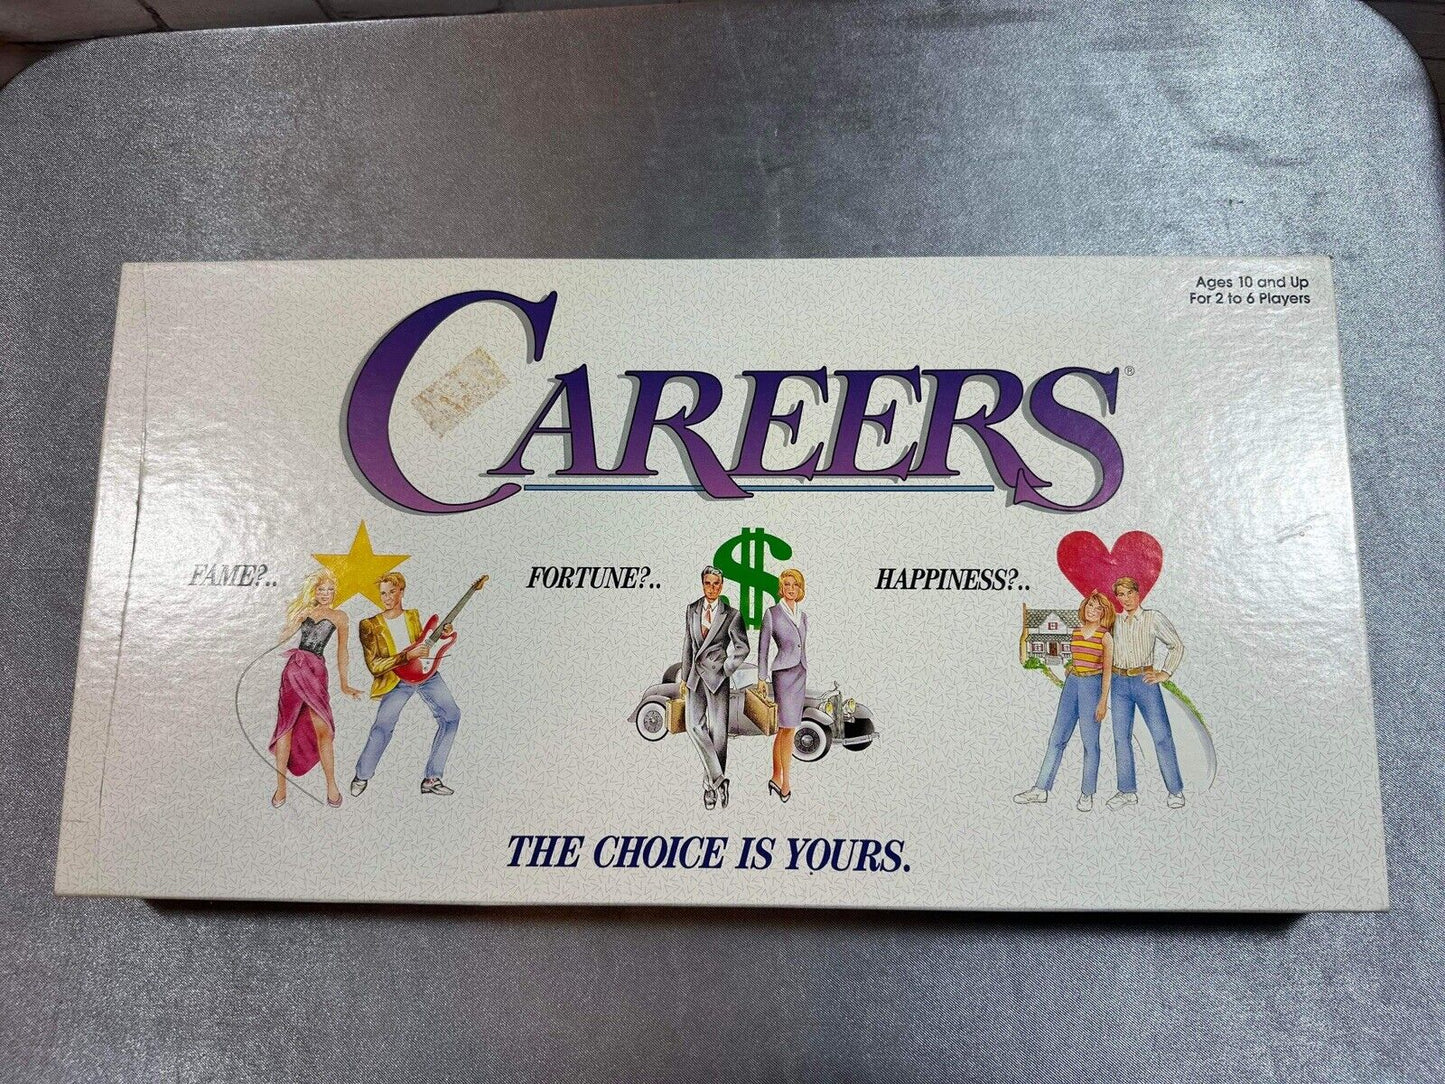 Ages 10 and Up
For 2 to 6 Players
CAREERS®
FAME?..
FORTUNE?..
HAPPINESS?..
THE CHOICE IS YOURS.